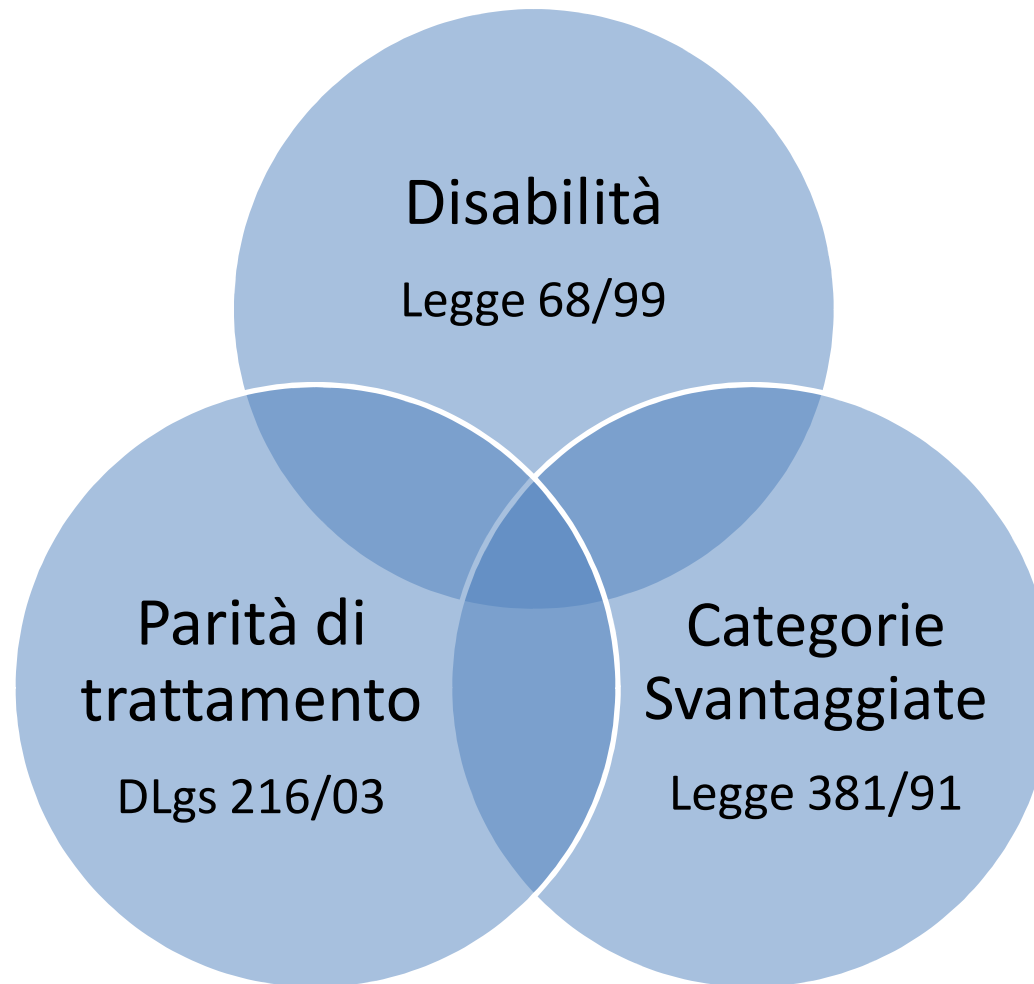 Disabilità
Legge 68/99
Parità di
trattamento
DLgs 216/03
Categorie
Svantaggiate
Legge 381/91